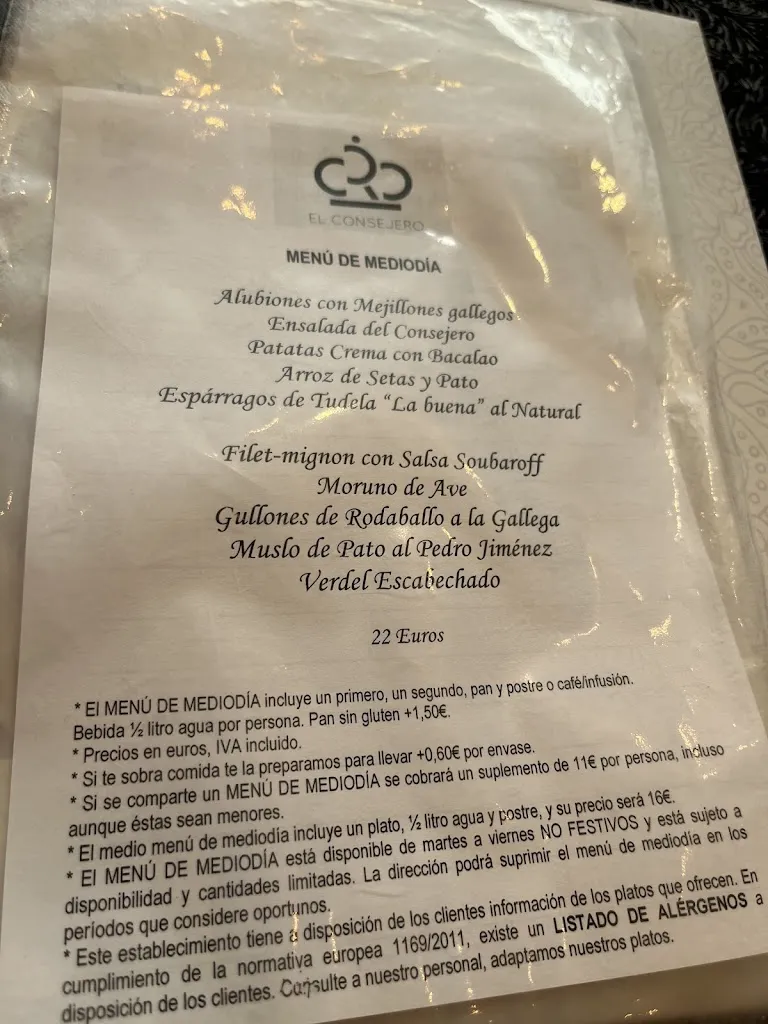 CRC
EL CONSEJERO
MENÚ DE MEDIODÍA
Alubiones con Mejillones gallegos
Ensalada del Consejero
Patatas Crema con Bacalao
Arroz de Setas y Pato
Espárragos de Tudela “La buena” al Natural
Filet-mignon con Salsa Soubaroff
Moruno de Ave
Gullones de Rodaballo a la Gallega
Muslo de Pato al Pedro Jiménez
Verdel Escabechado
22 Euros
* El MENÚ DE MEDIODÍA incluye un primero, un segundo, pan y postre o café/infusión.
Bebida ½ litro agua por persona. Pan sin gluten +1,50€.
* Precios en euros, IVA incluido.
* Si te sobra comida te la preparamos para llevar +0,60€ por envase.
* Si se comparte un MENÚ DE MEDIODÍA se cobrará un suplemento de 11€ por persona, incluso
aunque éstas sean menores.
* El medio menú de mediodía incluye un plato, ½ litro agua y postre, y su precio será 16€.
* El MENÚ DE MEDIODÍA está disponible de martes a viernes NO FESTIVOS y está sujeto a
disponibilidad y cantidades limitadas. La dirección podrá suprimir el menú de mediodía en los
períodos que considere oportunos.
* Este establecimiento tiene a disposición de los clientes información de los platos que ofrecen. En
cumplimiento de la normativa europea 1169/2011, existe un LISTADO DE ALÉRGENOS a
disposición de los clientes. Consulte a nuestro personal, adaptamos nuestros platos.